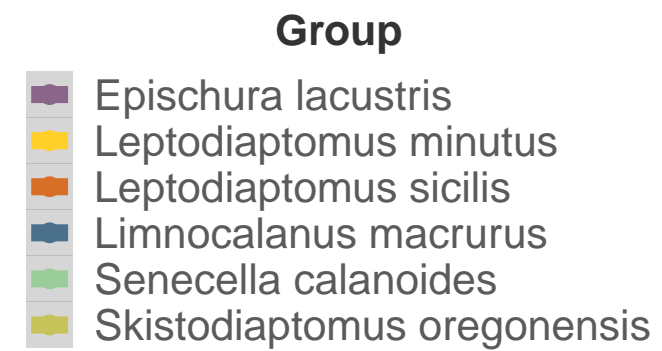 Group
Epischura lacustris
Leptodiaptomus minutus
Leptodiaptomus sicilis
Limnocalanus macrurus
Senecella calanoides
Skistodiaptomus oregonensis